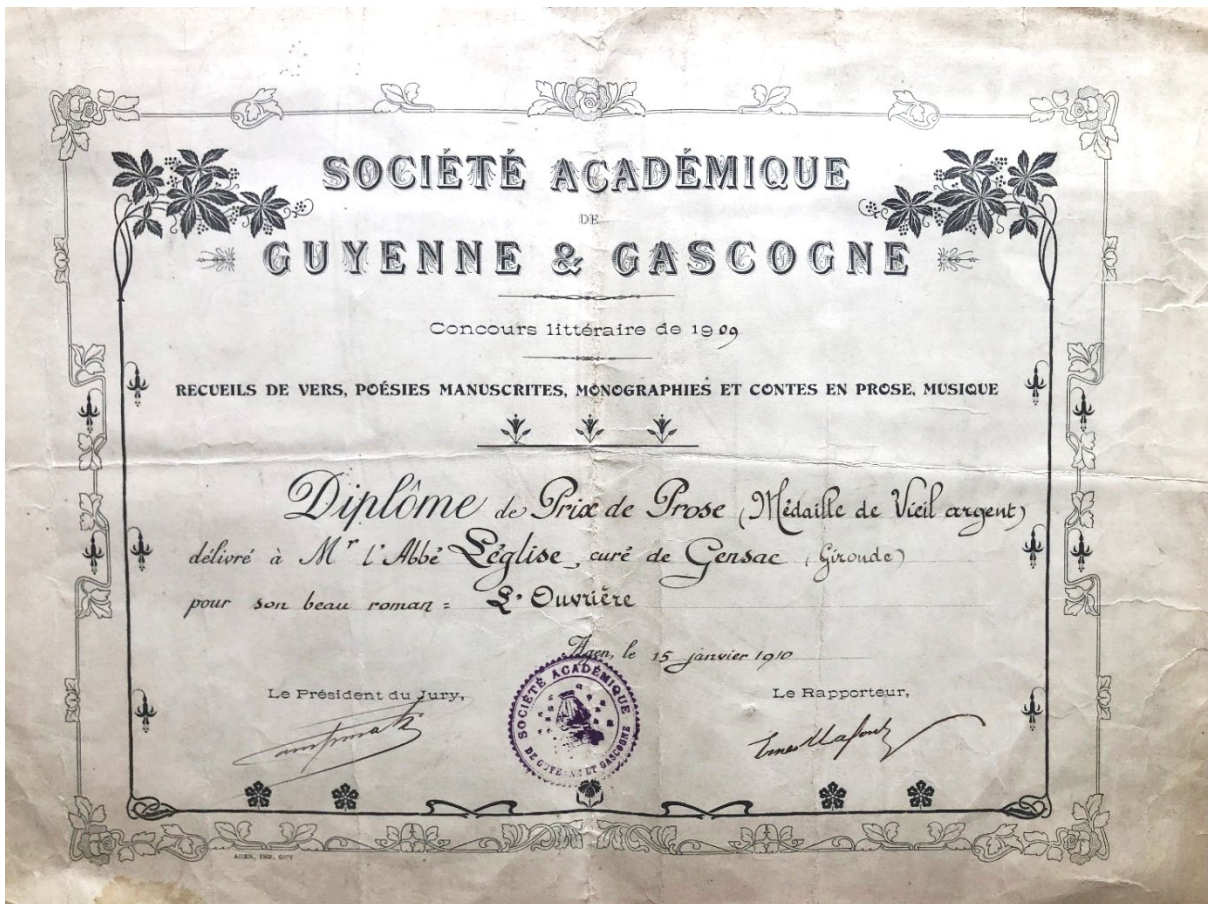 SOCIÉTÉ ACADÉMIQUE
DE
GUYENNE & GASCOGNE
Concours littéraire de 1909
RECUEILS DE VERS, POÉSIES MANUSCRITES, MONOGRAPHIES ET CONTES EN PROSE, MUSIQUE
Diplôme de Prix de Prose (Médaille de Vieil argent)
délivré à Mr l'Abbé Léglise, curé de Gensac (Gironde)
pour son beau roman = L'Ouvrière
Agen, le 15 janvier 1910
Le Président du Jury,
Le Rapporteur,
SOCIÉTÉ ACADÉMIQUE
DE GUYENNE ET GASCOGNE
AGEN, IMP. GUY